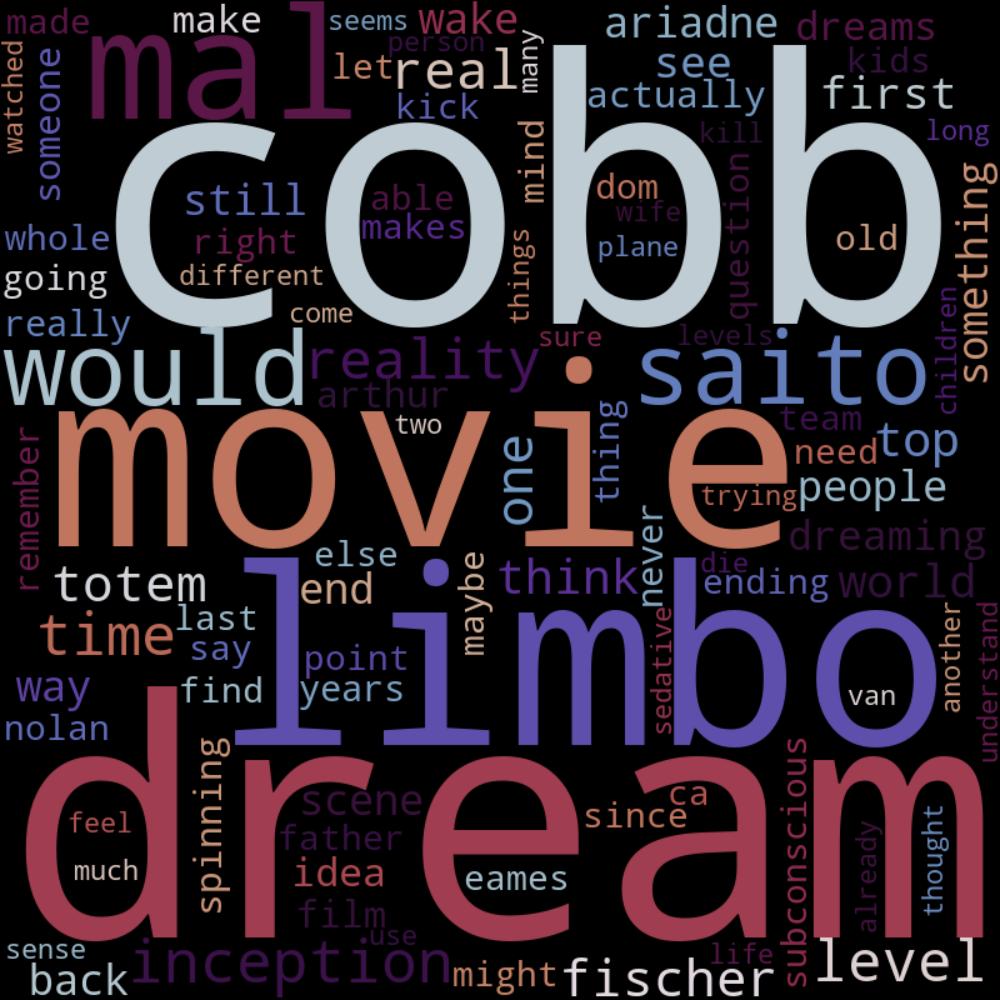 made
make
seems
wake
ariadne
dreams
watched
someone
mal
let
person
real
many
see
kids
kick
actually
first
cobb
kill
long
mind
still
able
dom
wife
question
something
whole
right
makes
things
plane
old
going
different
really
come
sure
levels
children
would
reality
arthur
saito
movie
two
one
thing
team
need
top
remember
trying
people
never
dreaming
totem
else
end
maybe
think
die
ending
world
time
last
say
limbo
sedative
another
understand
way
find
point
years
van
nolan
dream
spinning
scene
since
ca
subconscious
feel
father
already
thought
much
idea
eames
film
use
sense
back
inception
might
fischer
life
level